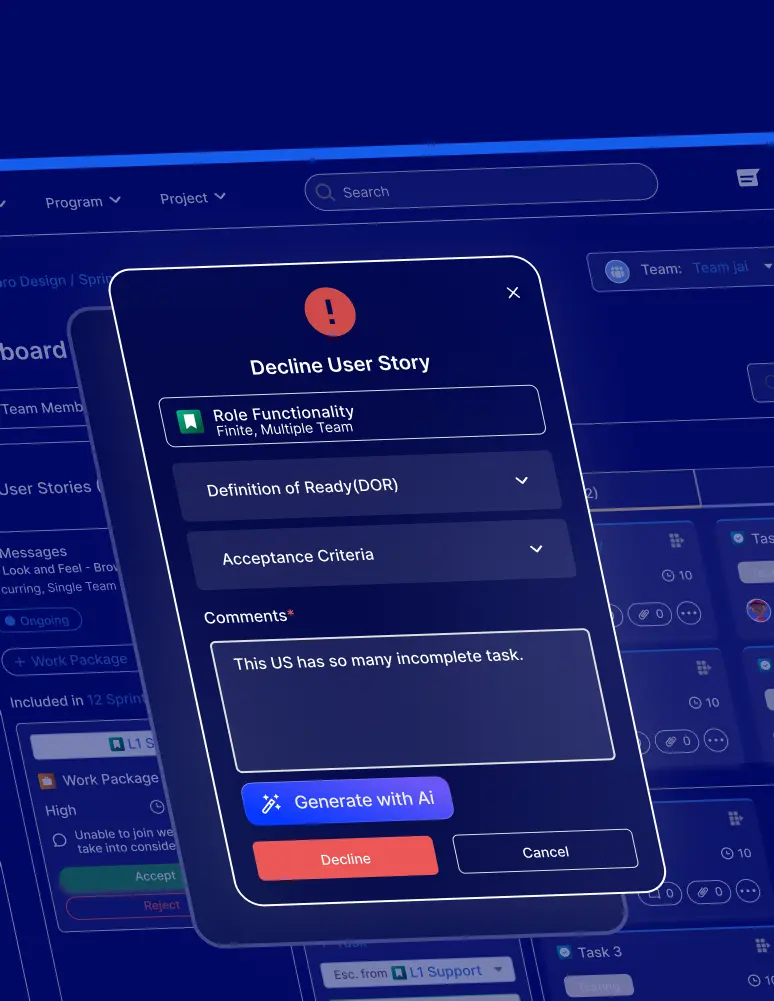 Program
Project
Search
Design / Sprin
Team: Team jai
board
Team Memb
User Stories (
2)
Messages
Look and Feel - Brow
curring, Single Team
Ongoing
+ Work Package
Included in 12 Sprint
L1 S
Work Package
High
Unable to join we
take into conside
Accept
Reject
!
Decline User Story
Role Functionality
Finite, Multiple Team
Definition of Ready(DOR)
Acceptance Criteria
Comments*
This US has so many incomplete task.
Generate with Ai
Decline
Cancel
10
0
Tas
10
0
10
0
0
Task 3
Testing
10
Task
Esc. from L1 Support